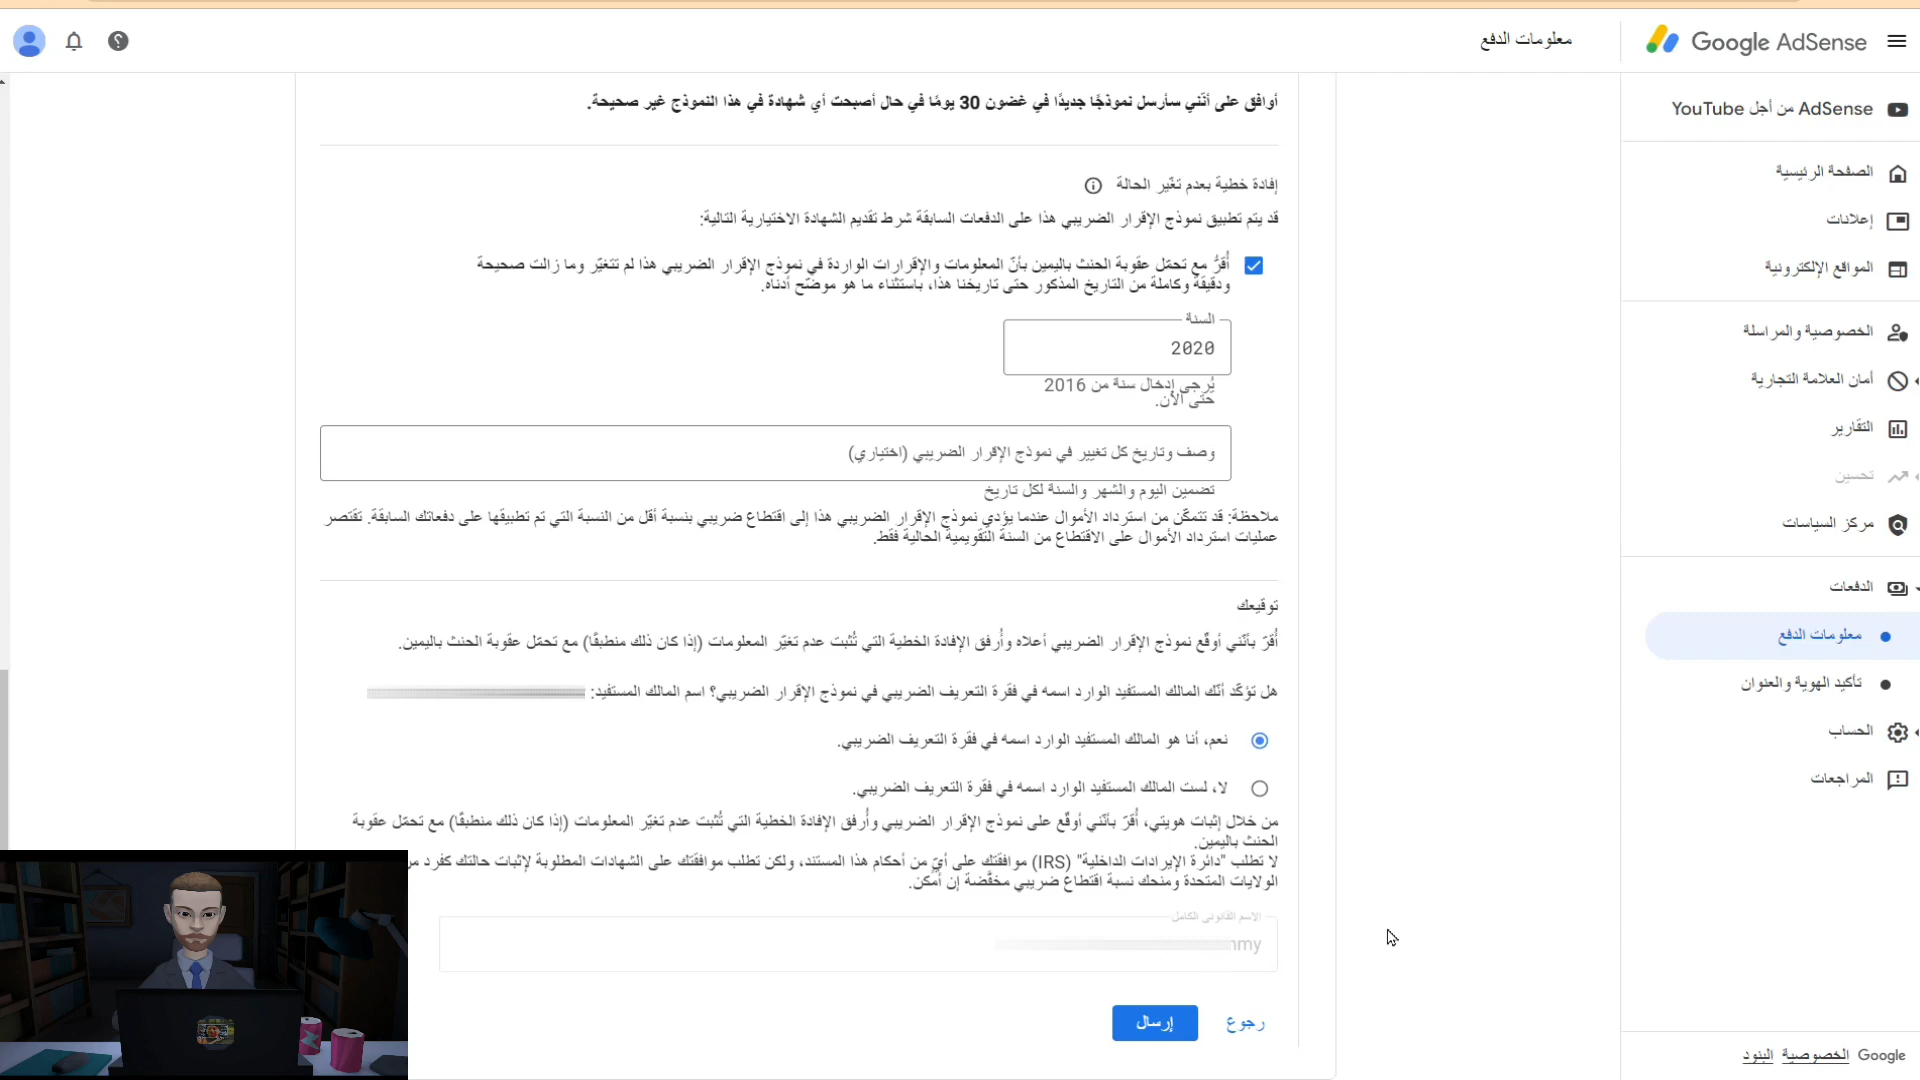 معلومات الدفع
Google AdSense
أوافق على أنّني سأرسل نموذجًا جديدًا في غضون 30 يومًا في حال أصبحت أي شهادة في هذا النموذج غير صحيحة.
إفادة خطية بعدم تغّير الحالة
قد يتم تطبيق نموذج الإقرار الضريبي هذا على الدفعات السابقة شرط تقديم الشهادة الاختيارية التالية:
أُقرُّ مع تحمّل عقوبة الحنث باليمين بأنّ المعلومات والإقرارات الواردة في نموذج الإقرار الضريبي هذا لم تتغيّر وما زالت صحيحة
ودقيقة وكاملة من التاريخ المذكور حتى تاريخنا هذا، باستثناء ما هو موضّح أدناه.
السنة
2020
يُرجى إدخال سنة من 2016
حتى الآن.
وصف وتاريخ كل تغيير في نموذج الإقرار الضريبي (اختياري)
تضمين اليوم والشهر والسنة لكل تاريخ
ملاحظة: قد تتمكّن من استرداد الأموال عندما يؤدي نموذج الإقرار الضريبي هذا إلى اقتطاع ضريبي بنسبة أقل من النسبة التي تم تطبيقها على دفعاتك السابقة. تقتصر
عمليات استرداد الأموال على الاقتطاع من السنة التقويمية الحالية فقط.
توقيعك
أُقرّ بأنّني أوقّع نموذج الإقرار الضريبي أعلاه وأُرفق الإفادة الخطية التي تُثبت عدم تغيّر المعلومات (إذا كان ذلك منطبقًا) مع تحمّل عقوبة الحنث باليمين.
هل تؤكّد أنّك المالك المستفيد الوارد اسمه في فقرة التعريف الضريبي في نموذج الإقرار الضريبي؟ اسم المالك المستفيد:
نعم، أنا هو المالك المستفيد الوارد اسمه في فقرة التعريف الضريبي.
لا، لست المالك المستفيد الوارد اسمه في فقرة التعريف الضريبي.
من خلال إثبات هويتي، أُقرّ بأنّني أوقّع على نموذج الإقرار الضريبي وأُرفق الإفادة الخطية التي تُثبت عدم تغيّر المعلومات (إذا كان ذلك منطبقًا) مع تحمّل عقوبة
الحنث باليمين.
لا تطلب "دائرة الإيرادات الداخلية" (IRS) موافقتك على أيّ من أحكام هذا المستند، ولكن تطلب موافقتك على الشهادات المطلوبة لإثبات حالتك كفرد من
الولايات المتحدة ومنحك نسبة اقتطاع ضريبي مخفَّضة إن أمكن.
الاسم القانوني الكامل
my
رجوع
إرسال
AdSense من أجل YouTube
الصفحة الرئيسية
إعلانات
المواقع الإلكترونية
الخصوصية والمراسلة
أمان العلامة التجارية
التقارير
تحسين
مركز السياسات
الدفعات
معلومات الدفع
تأكيد الهوية والعنوان
الحساب
المراجعات
Google الخصوصية البنود